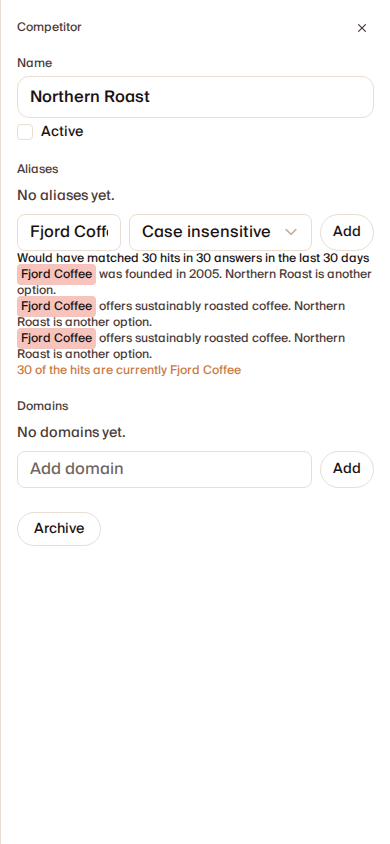 Competitor
Name
Northern Roast
Active
Aliases
No aliases yet.
Fjord Coff
Case insensitive
Add
Would have matched 30 hits in 30 answers in the last 30 days
Fjord Coffee was founded in 2005. Northern Roast is another
option.
Fjord Coffee offers sustainably roasted coffee. Northern
Roast is another option.
Fjord Coffee offers sustainably roasted coffee. Northern
Roast is another option.
30 of the hits are currently Fjord Coffee
Domains
No domains yet.
Add domain
Add
Archive